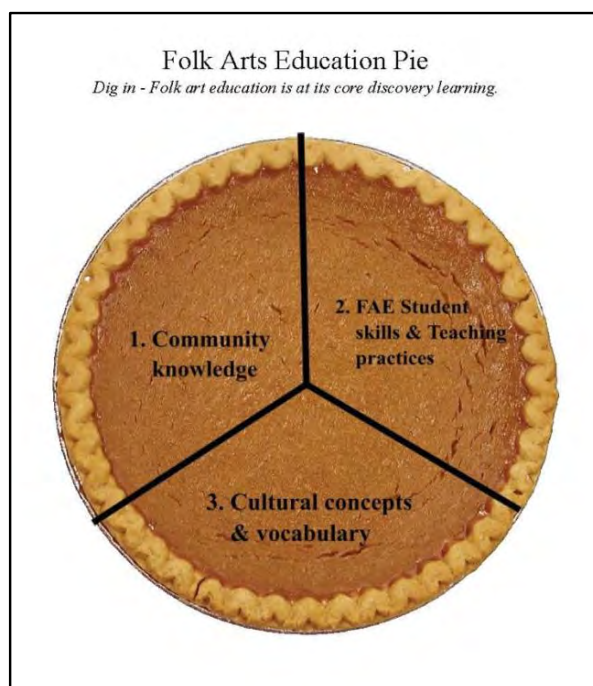 Folk Arts Education Pie
Dig in - Folk art education is at its core discovery learning.
1. Community
knowledge
2. FAE Student
skills & Teaching
practices
3. Cultural concepts
& vocabulary